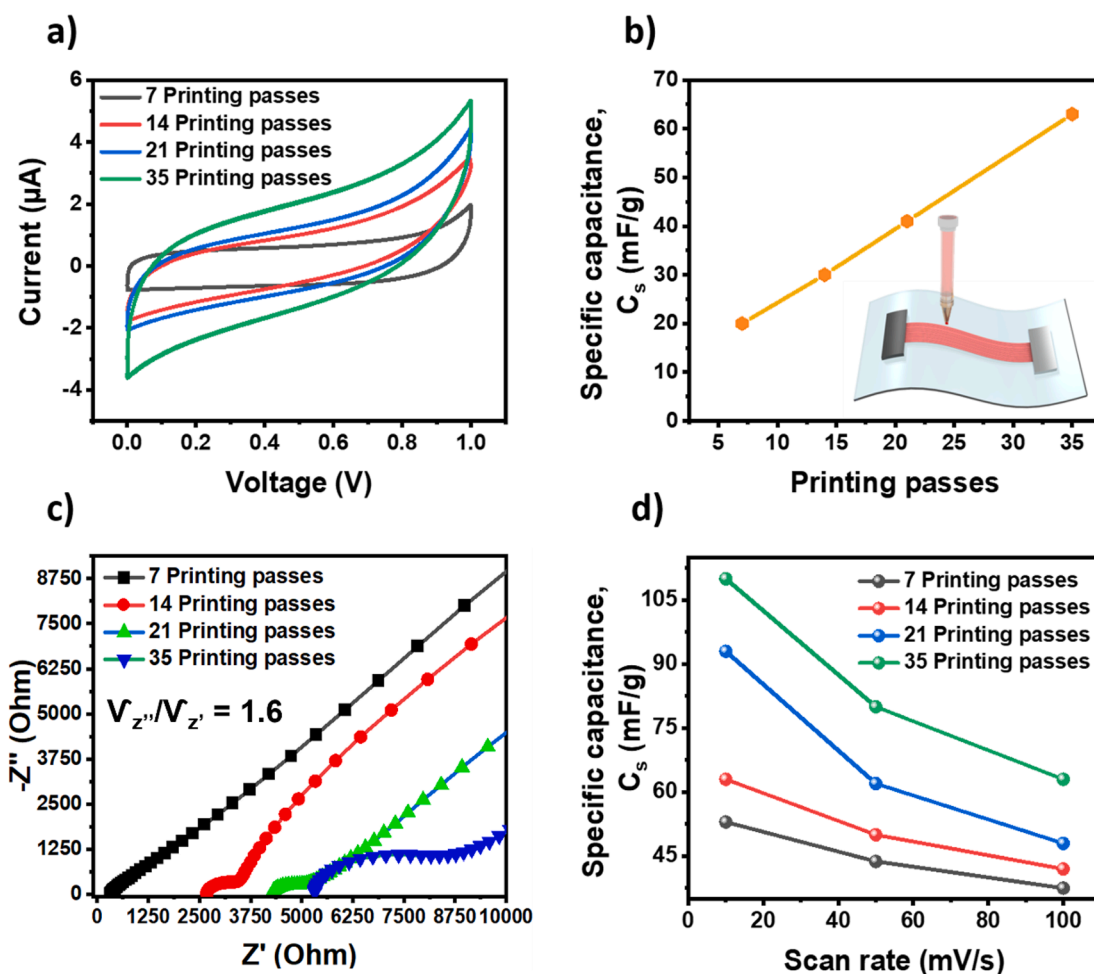 a)
6
4
2
0
-2
-4
Current (µA)
7 Printing passes
14 Printing passes
21 Printing passes
35 Printing passes
0.0 0.2 0.4 0.6 0.8 1.0
Voltage (V)
b)
70
60
50
40
30
20
10
0
Specific capacitance,
Cs (mF/g)
5 10 15 20 25 30 35
Printing passes
c)
8750
7500
6250
5000
3750
2500
1250
0
-Z'' (Ohm)
7 Printing passes
14 Printing passes
21 Printing passes
35 Printing passes
Vz''/Vz' = 1.6
0 1250 2500 3750 5000 6250 7500 8750 10000
Z' (Ohm)
d)
105
90
75
60
45
Specific capacitance,
Cs (mF/g)
7 Printing passes
14 Printing passes
21 Printing passes
35 Printing passes
0 20 40 60 80 100
Scan rate (mV/s)